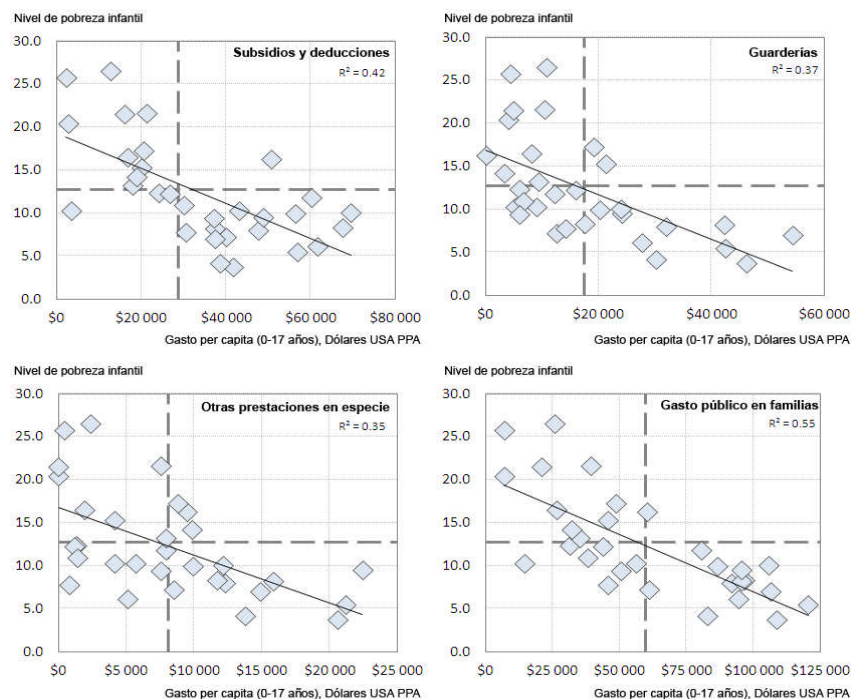 Nivel de pobreza infantil
Subsidios y deducciones
R² = 0.42
30.0
25.0
20.0
15.0
10.0
5.0
0.0
$0 $20 000 $40 000 $60 000 $80 000
Gasto per capita (0-17 años), Dólares USA PPA
Nivel de pobreza infantil
Guarderías
R² = 0.37
30.0
25.0
20.0
15.0
10.0
5.0
0.0
$0 $20 000 $40 000 $60 000
Gasto per capita (0-17 años), Dólares USA PPA
Nivel de pobreza infantil
Otras prestaciones en especie
R² = 0.35
30.0
25.0
20.0
15.0
10.0
5.0
0.0
$0 $5 000 $10 000 $15 000 $20 000 $25 000
Gasto per capita (0-17 años), Dólares USA PPA
Nivel de pobreza infantil
Gasto público en familias
R² = 0.55
30.0
25.0
20.0
15.0
10.0
5.0
0.0
$0 $25 000 $50 000 $75 000 $100 000 $125 000
Gasto per capita (0-17 años), Dólares USA PPA